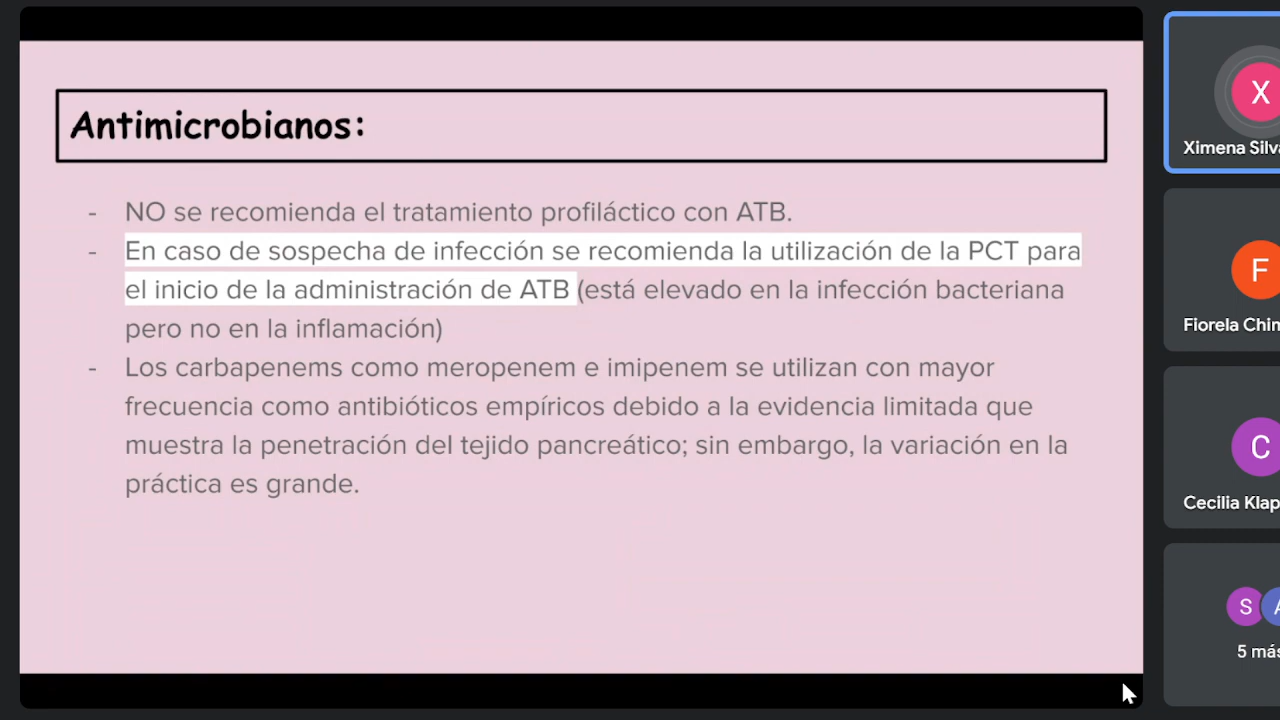 Antimicrobianos:
- NO se recomienda el tratamiento profiláctico con ATB.
- En caso de sospecha de infección se recomienda la utilización de la PCT para
el inicio de la administración de ATB (está elevado en la infección bacteriana
pero no en la inflamación)
- Los carbapenems como meropenem e imipenem se utilizan con mayor
frecuencia como antibióticos empíricos debido a la evidencia limitada que
muestra la penetración del tejido pancreático; sin embargo, la variación en la
práctica es grande.
X
Ximena Silva
F
Fiorela Chin
C
Cecilia Klap
S A
5 más